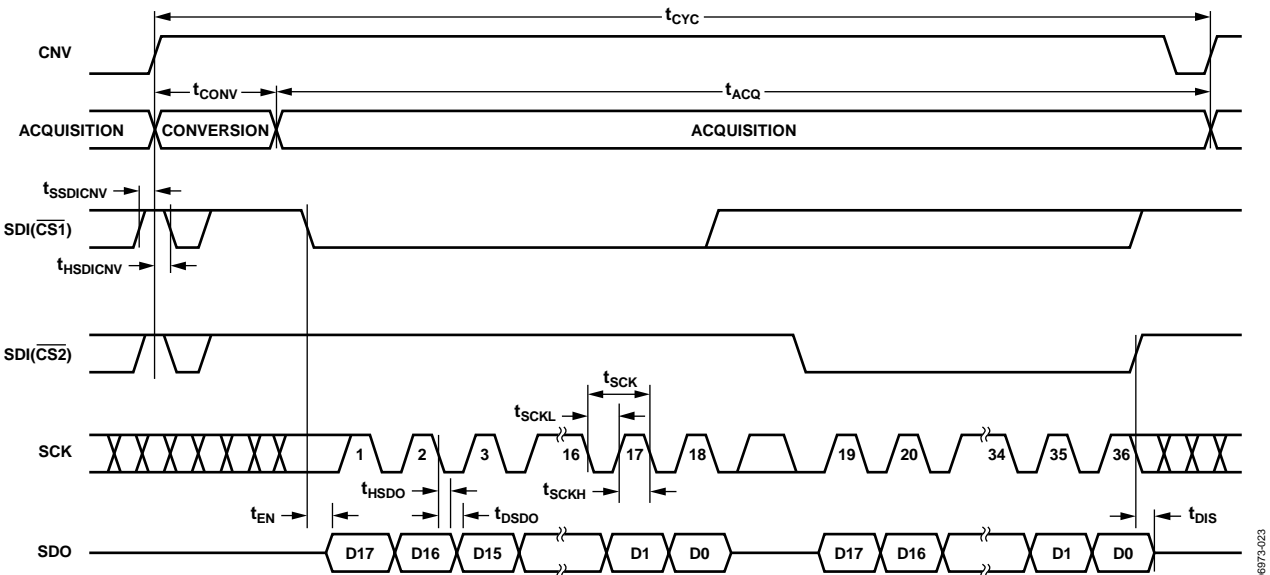 tCYC
CNV
tCONV
tACQ
ACQUISITION
CONVERSION
ACQUISITION
tSSDICNV
SDI(CS1)
tHSDICNV
SDI(CS2)
tSCK
tSCKL
SCK
1 2 3 16 17 18 19 20 34 35 36
tHSDO
tSCKH
tEN
tDSDO
tDIS
SDO
D17 D16 D15 D1 D0 D17 D16 D1 D0
06973-023